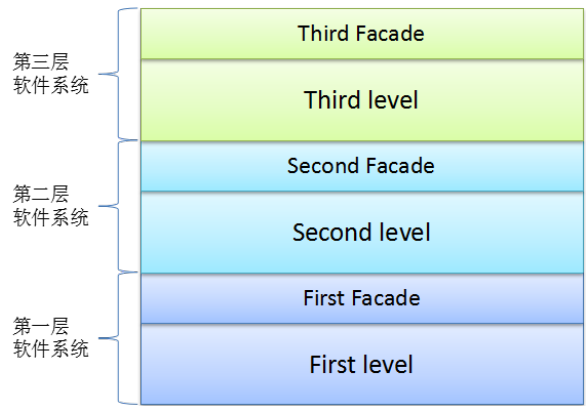 第三层
软件系统
Third Facade
Third level
第二层
软件系统
Second Facade
Second level
第一层
软件系统
First Facade
First level